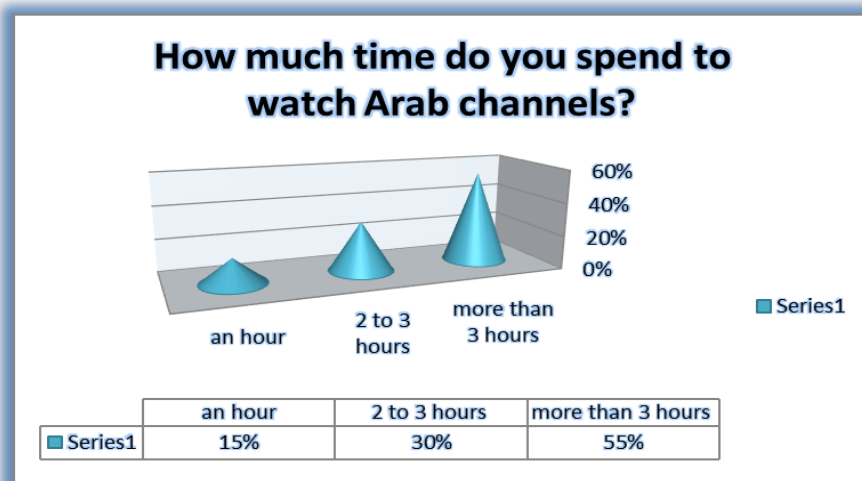 How much time do you spend to
watch Arab channels?
60%
40%
20%
0%
an hour
2 to 3
hours
more than
3 hours
Series1
an hour 2 to 3 hours more than 3 hours
Series1 15% 30% 55%